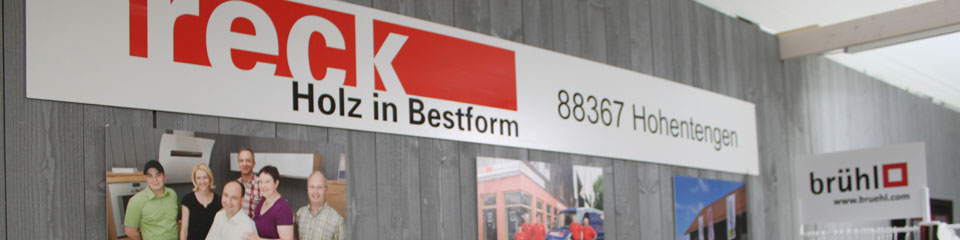 reck
Holz in Bestform
88367 Hohentengen
brühl
www.bruehl.com